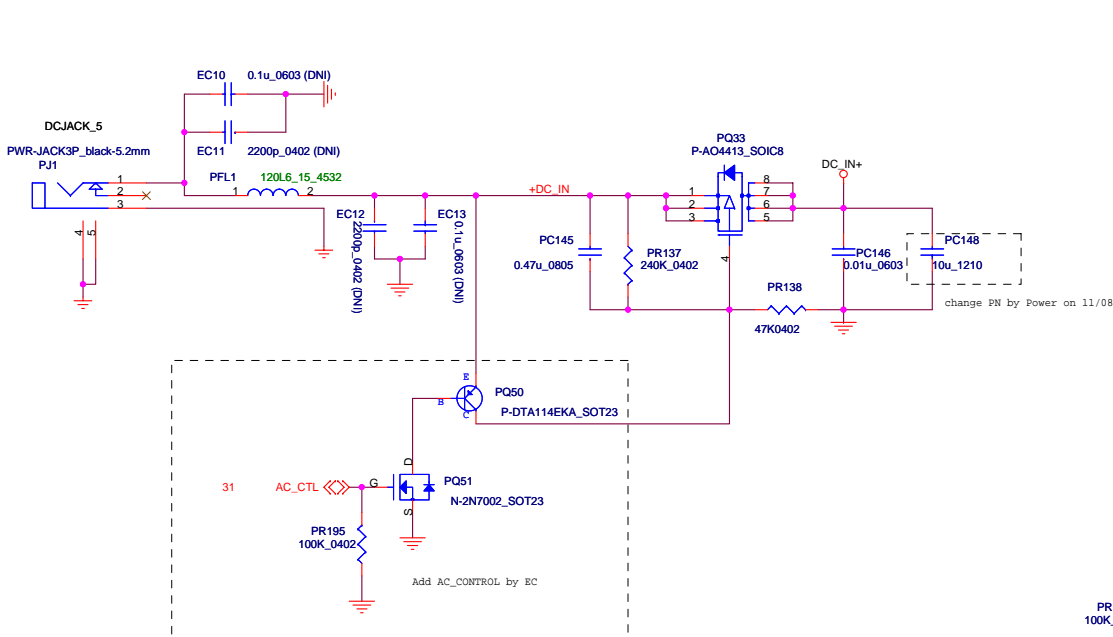 EC10 0.1u_0603 (DNI)
DCJACK_5
PWR-JACK3P_black-5.2mm
PJ1
EC11 2200p_0402 (DNI)
1
2
3
4
5
PFL1 120L6_15_4532
1 2
EC12
2200p_0402 (DNI)
EC13
0.1u_0603 (DNI)
+DC_IN
PC145
0.47u_0805
PR137
240K_0402
PQ33
P-AO4413_SOIC8
1
2
3
8
7
6
5
4
DC_IN+
PR138
47K0402
PC146
0.01u_0603
PC148
10u_1210
change PN by Power on 11/08
E
B
C
PQ50
P-DTA114EKA_SOT23
31 AC_CTL
G
D
S
PQ51
N-2N7002_SOT23
PR195
100K_0402
Add AC_CONTROL by EC
PR
100K_